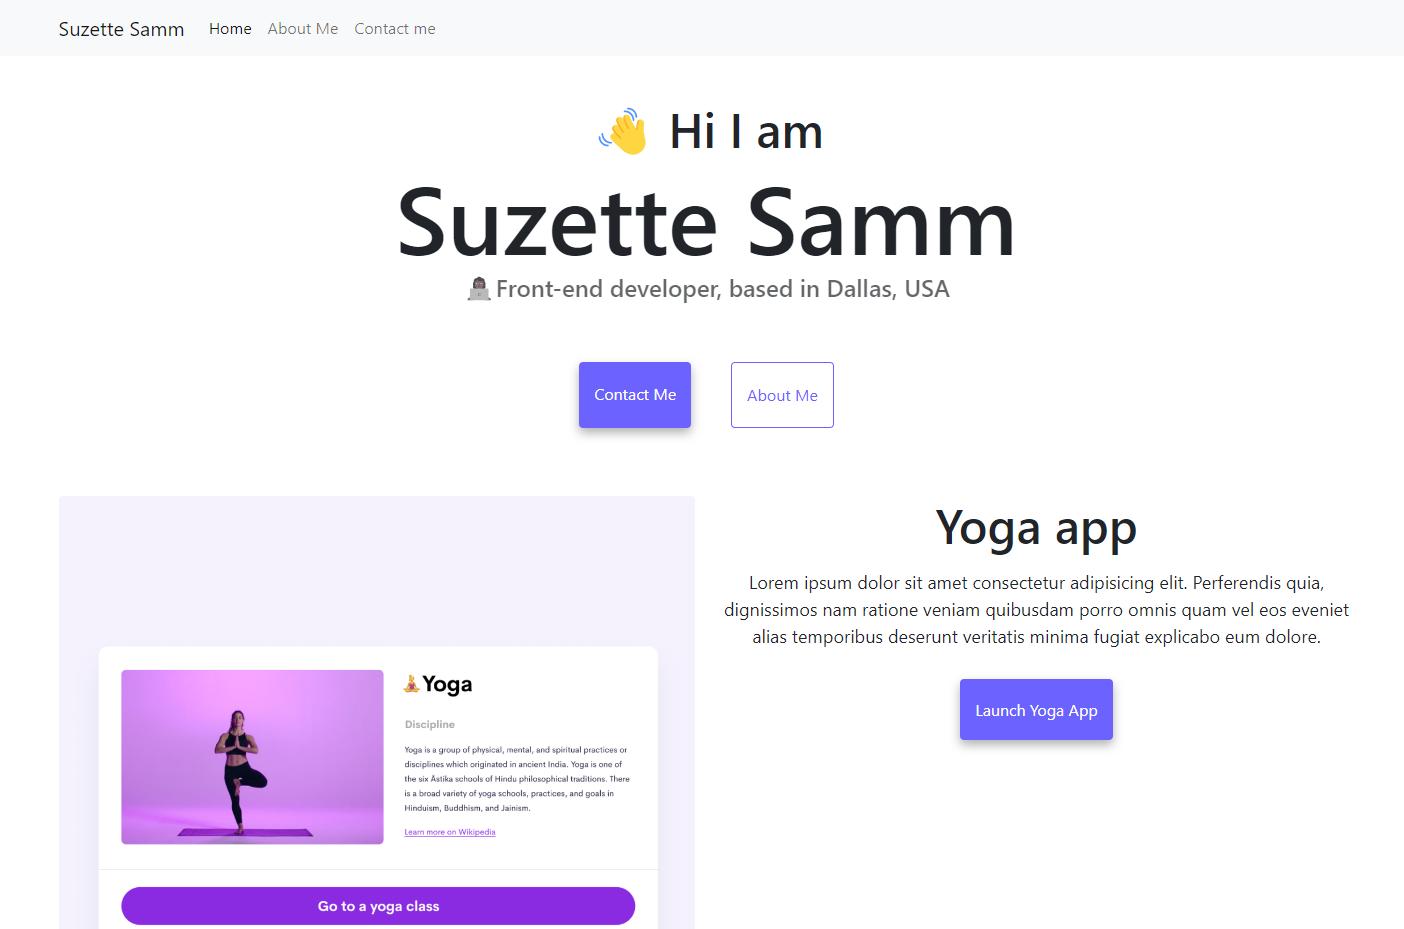 Suzette Samm Home About Me Contact me
👋 Hi I am
Suzette Samm
Front-end developer, based in Dallas, USA
Contact Me
About Me
Yoga app
Lorem ipsum dolor sit amet consectetur adipisicing elit. Perferendis quia,
dignissimos nam ratione veniam quibusdam porro omnis quam vel eos eveniet
alias temporibus deserunt veritatis minima fugiat explicabo eum dolore.
Launch Yoga App
Yoga
Discipline
Yoga is a group of physical, mental, and spiritual practices or
disciplines which originated in ancient India. Yoga is one of
the six Āstika schools of Hindu philosophical traditions. There
is a broad variety of yoga schools, practices, and goals in
Hinduism, Buddhism, and Jainism.
Learn more on Wikipedia
Go to a yoga class